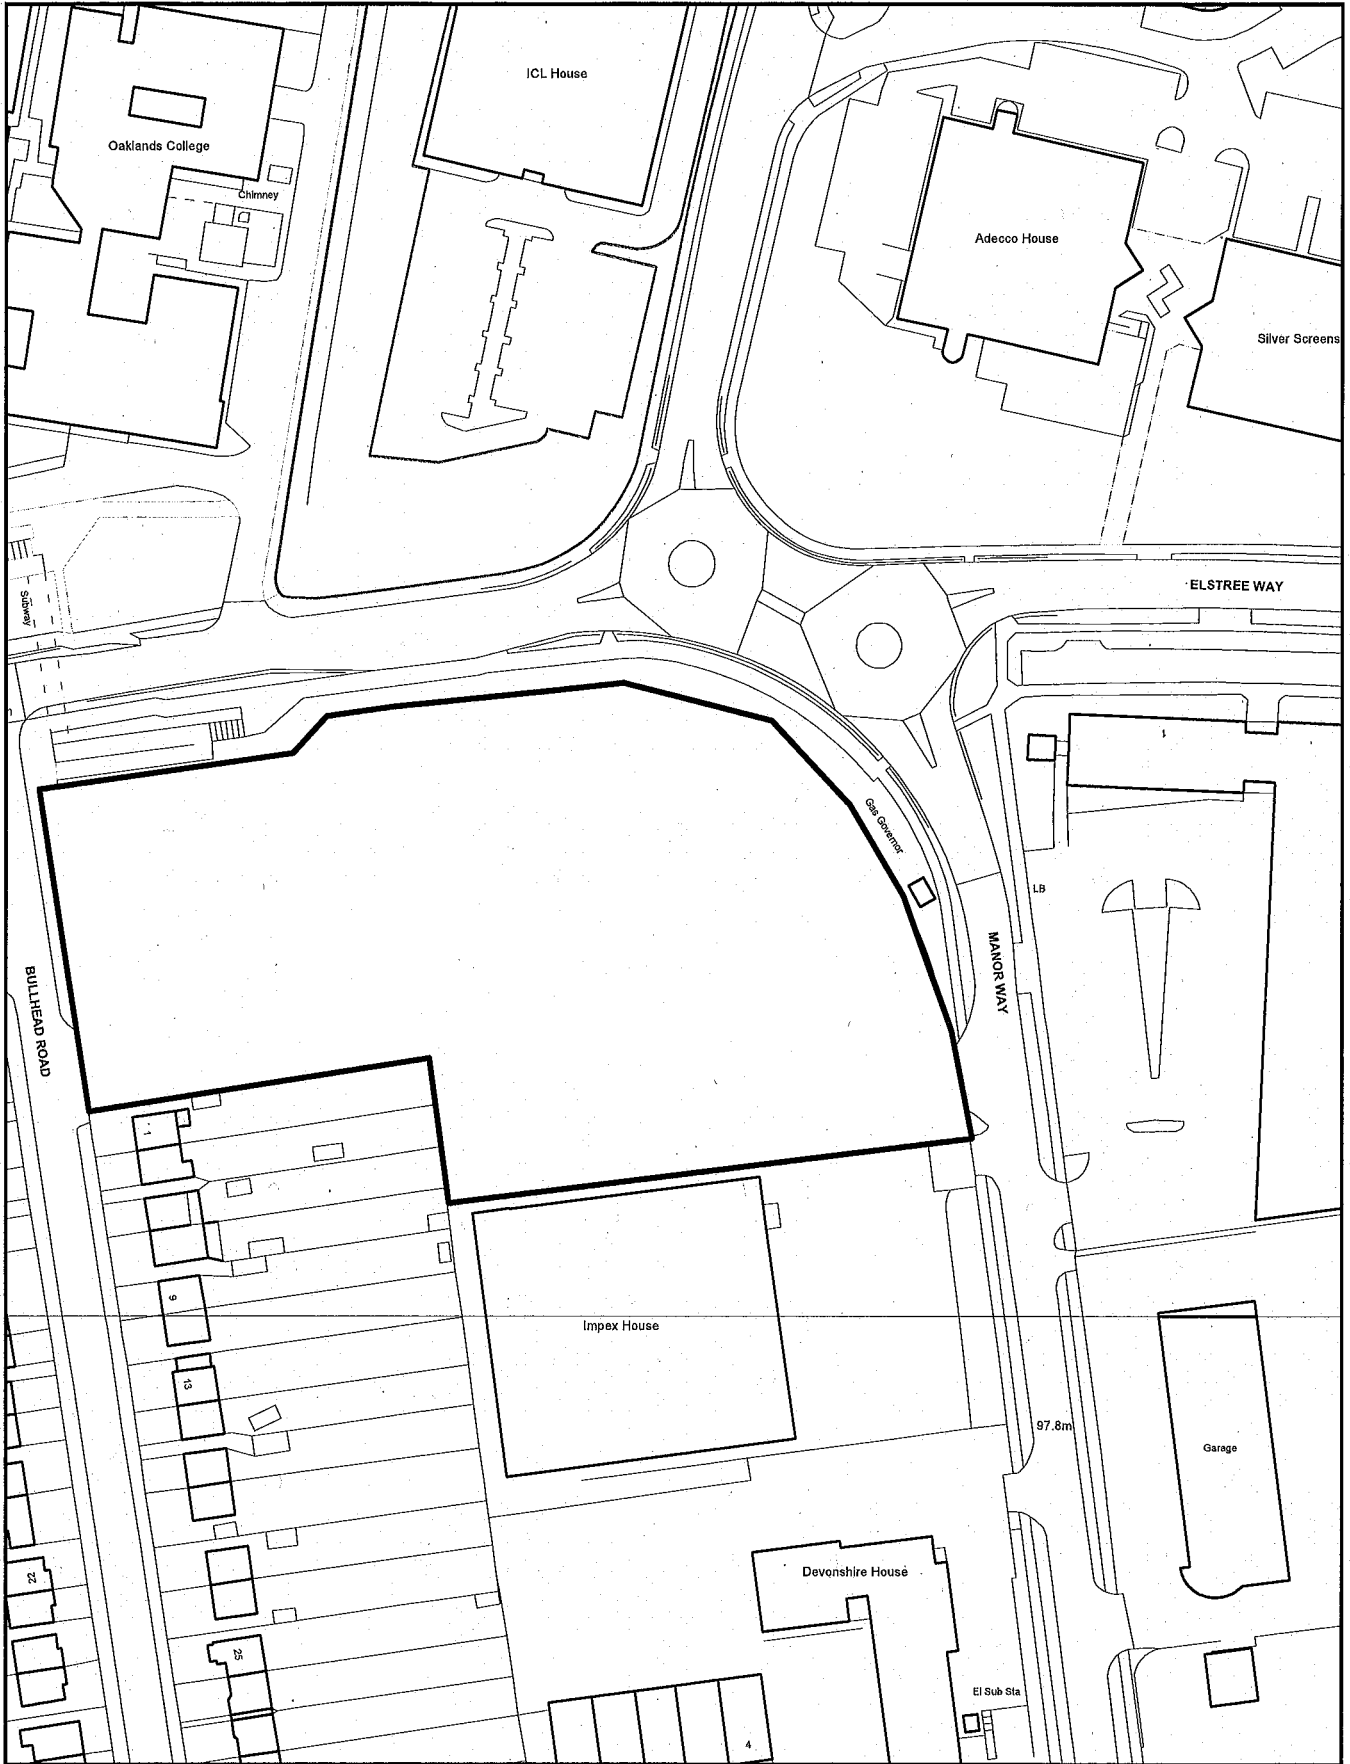 ICL House
Oaklands College
Chimney
Adecco House
Silver Screens
ELSTREE WAY
Subway
1
Gas Governor
LB
MANOR WAY
BULLHEAD ROAD
1
9
Impex House
13
97.8m
Garage
22
Devonshire House
25
El Sub Sta
4